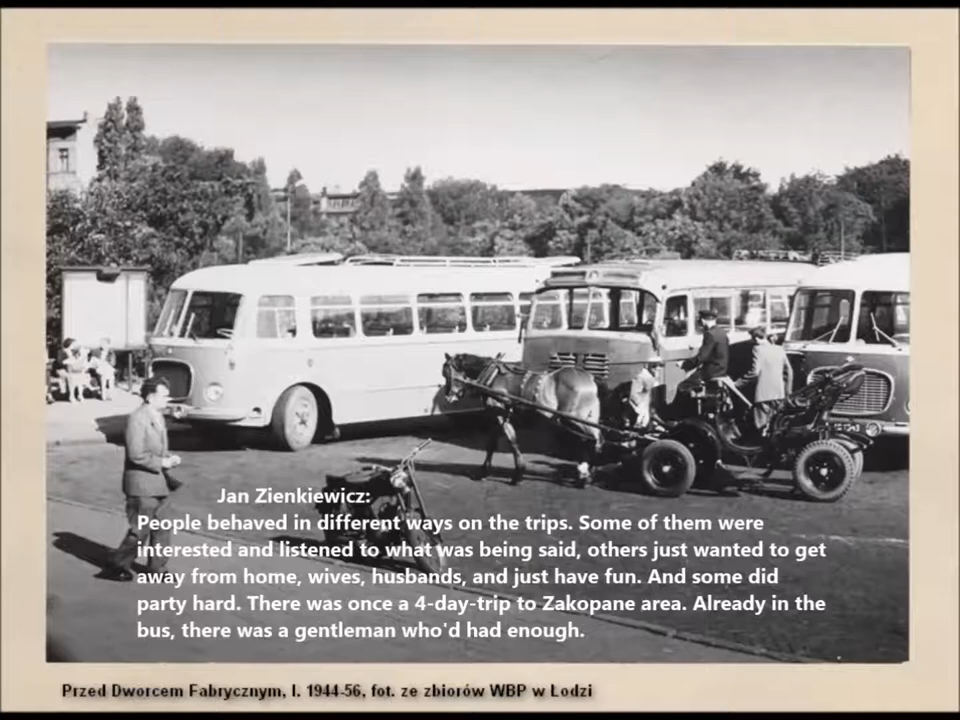 Jan Zienkiewicz:
People behaved in different ways on the trips. Some of them were
interested and listened to what was being said, others just wanted to get
away from home, wives, husbands, and just have fun. And some did
party hard. There was once a 4-day-trip to Zakopane area. Already in the
bus, there was a gentleman who'd had enough.
Przed Dworcem Fabrycznym, l. 1944-56, fot. ze zbiorów WBP w Łodzi